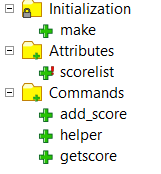 Initialization
make
Attributes
scorelist
Commands
add_score
helper
getscore